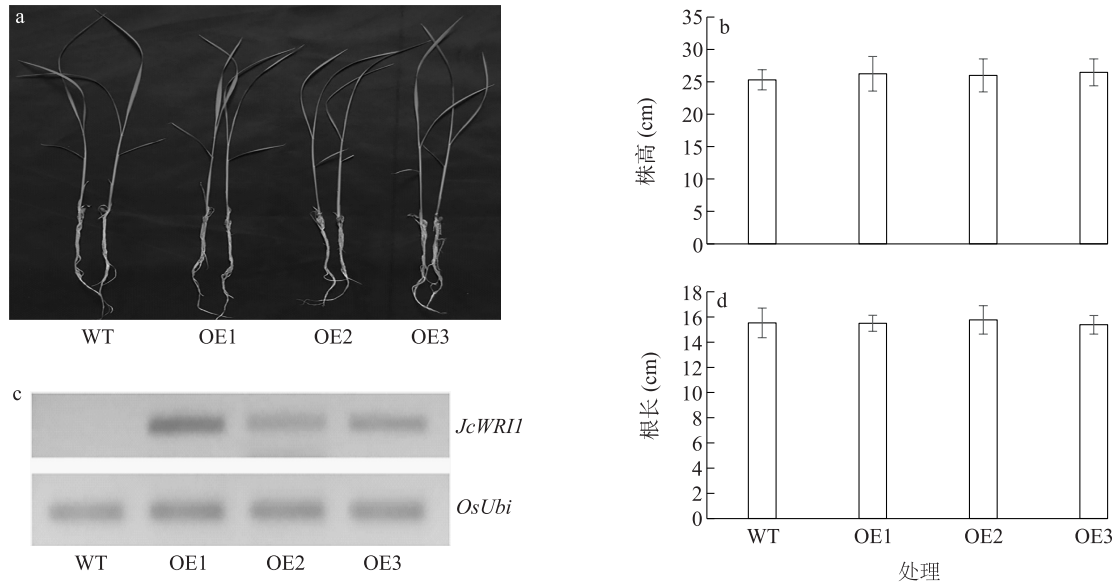 a
WT OE1 OE2 OE3
b
株高 (cm)
35
30
25
20
15
10
5
0
c
JcWRI1
OsUbi
WT OE1 OE2 OE3
d
根长 (cm)
18
16
14
12
10
8
6
4
2
0
WT OE1 OE2 OE3
处理